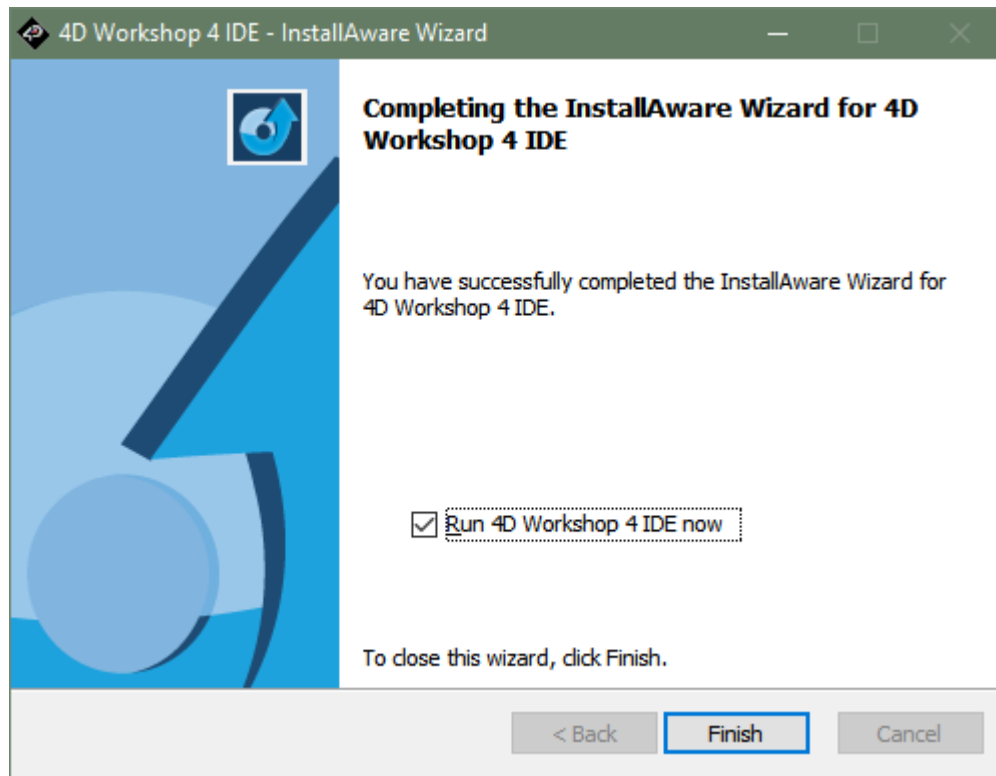 4D Workshop 4 IDE - InstallAware Wizard
Completing the InstallAware Wizard for 4D
Workshop 4 IDE
You have successfully completed the InstallAware Wizard for
4D Workshop 4 IDE.
Run 4D Workshop 4 IDE now
To close this wizard, click Finish.
< Back Finish Cancel